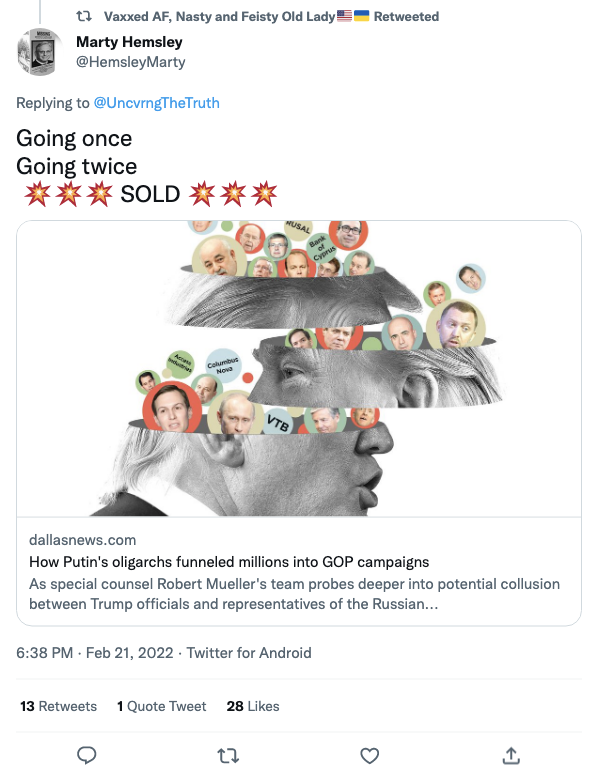 Vaxxed AF, Nasty and Feisty Old Lady🇺🇸🇺🇦 Retweeted
Marty Hemsley
@HemsleyMarty
Replying to @UncvrngTheTruth
Going once
Going twice
💥💥💥 SOLD 💥💥💥
RUSAL
Bank
of
Cyprus
Access
Industries
Columbus
Nova
VTB
dallasnews.com
How Putin's oligarchs funneled millions into GOP campaigns
As special counsel Robert Mueller's team probes deeper into potential collusion
between Trump officials and representatives of the Russian...
6:38 PM · Feb 21, 2022 · Twitter for Android
13 Retweets 1 Quote Tweet 28 Likes